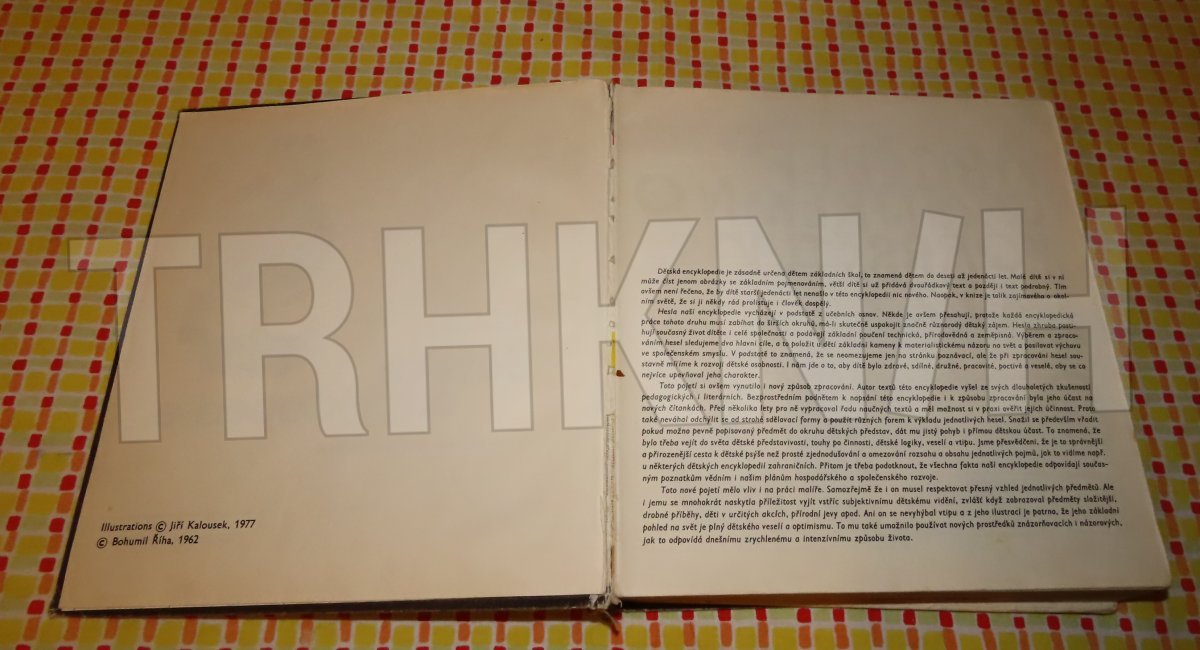 Illustrations © Jiří Kalousek, 1977
© Bohumil Říha, 1962
Dětská encyklopedie je zásadně určena dětem základních škol, to znamená dětem do deseti až jedenácti let. Malé dítě si v ní
může číst jenom obrázky se základním pojmenováním, větší dítě si už přidává dvouřádkový text a později i text podrobný. Tím
ovšem není řečeno, že by dítě starší jedenácti let nenašlo v této encyklopedii nic nového. Naopak, v knize je tolik zajímavého o okol-
ním světě, že si ji někdy rád prolistuje i člověk dospělý.
Hesla naší encyklopedie vycházejí v podstatě z učebních osnov. Někde je ovšem přesahují, protože každá encyklopedická
práce tohoto druhu musí zabíhat do širších okruhů, má-li skutečně uspokojit značně různorodý dětský zájem. Hesla zhruba posti-
hují současný život dítěte i celé společnosti a podávají základní poučení technická, přírodovědná a zeměpisná. Výběrem a zpraco-
váním hesel sledujeme dva hlavní cíle, a to položit u dětí základní kameny k materialistickému názoru na svět a posilovat výchovu
ve společenském smyslu. V podstatě to znamená, že se neomezujeme jen na stránku poznávací, ale že při zpracování hesel sou-
stavně míříme k rozvoji dětské osobnosti. I nám jde o to, aby dítě bylo zdravé, sdílné, družné, pracovité, poctivé a veselé, aby se co
nejvíce upevňoval jeho charakter.
Toto pojetí si ovšem vynutilo i nový způsob zpracování. Autor textů této encyklopedie vyšel ze svých dlouholetých zkušeností
pedagogických i literárních. Bezprostředním podnětem k napsání této encyklopedie i k způsobu zpracování byla jeho účast na
nových čítankách. Před několika lety pro ně vypracoval řadu naučných textů a měl možnost si v praxi ověřit jejich účinnost. Proto
také neváhal odchýlit se od strohé sdělovací formy a použít různých forem k výkladu jednotlivých hesel. Snažil se především vřadit
pokud možno pevně popisovaný předmět do okruhu dětských představ, dát mu jistý pohyb i přímou dětskou účast. To znamená, že
bylo třeba vejít do světa dětské představivosti, touhy po činnosti, dětské logiky, veselí a vtipu. Jsme přesvědčeni, že je to správnější
a přirozenější cesta k dětské psýše než prosté zjednodušování a omezování rozsahu a obsahu jednotlivých pojmů, jak to vidíme např.
u některých dětských encyklopedií zahraničních. Přitom je třeba podotknout, že všechna fakta naší encyklopedie odpovídají součas-
ným poznatkům vědním i našim plánům hospodářského a společenského rozvoje.
Toto nové pojetí mělo vliv i na práci malíře. Samozřejmě že i on musel respektovat přesný vzhled jednotlivých předmětů. Ale
i jemu se mnohokrát naskytla příležitost vyjít vstříc subjektivnímu dětskému vidění, zvlášť když zobrazoval předměty složitější,
drobné příběhy, děti v určitých akcích, přírodní jevy apod. Ani on se nevyhýbal vtipu a z jeho ilustrací je patrno, že jeho základní
pohled na svět je plný dětského veselí a optimismu. To mu také umožnilo používat nových prostředků znázorňovacích i názorových,
jak to odpovídá dnešnímu zrychlenému a intenzívnímu způsobu života.
TRHKNIH